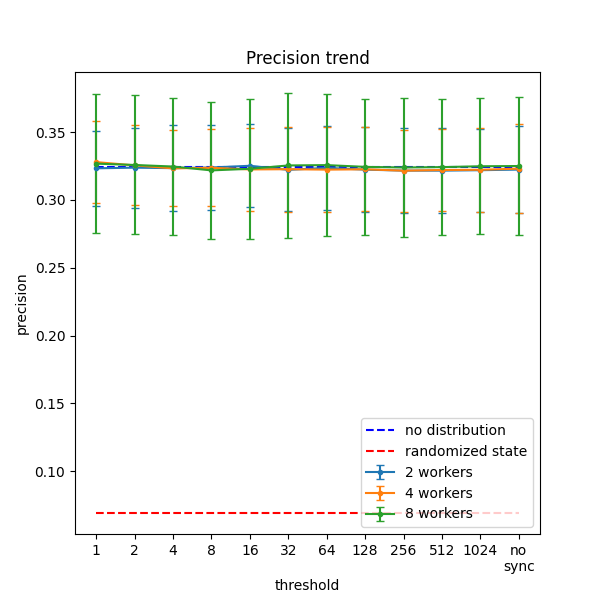 Precision trend
precision
0.35
0.30
0.25
0.20
0.15
0.10
no distribution
randomized state
2 workers
4 workers
8 workers
1 2 4 8 16 32 64 128 256 512 1024 no
sync
threshold